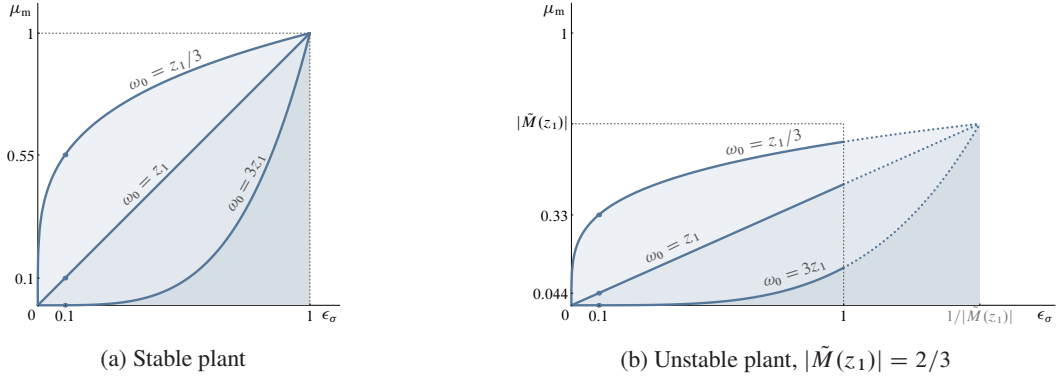 μm
1
ω0 = z1/3
0.55
ω0 = z1
ω0 = 3z1
0.1
0
0.1
1
ϵσ
(a) Stable plant
μm
1
|M̃(z1)|
ω0 = z1/3
0.33
ω0 = z1
ω0 = 3z1
0.044
0
0.1
1
1/|M̃(z1)|
ϵσ
(b) Unstable plant, |M̃(z1)| = 2/3